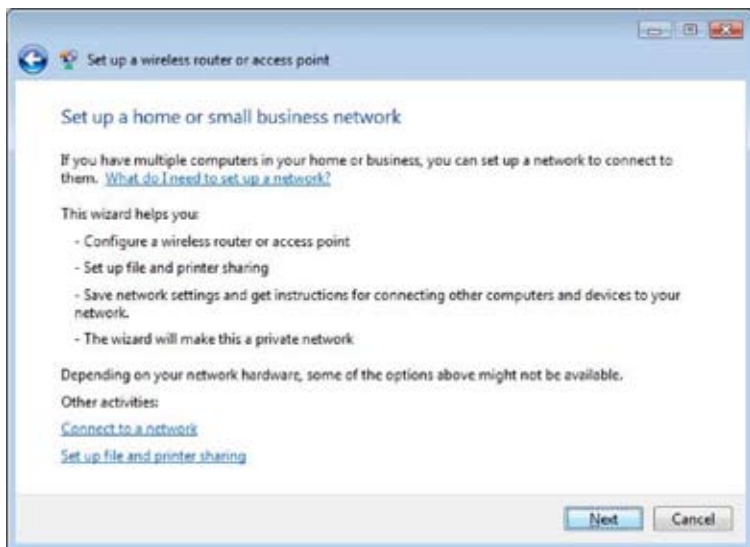 Set up a wireless router or access point
Set up a home or small business network
If you have multiple computers in your home or business, you can set up a network to connect to
them. What do I need to set up a network?
This wizard helps you:
- Configure a wireless router or access point
- Set up file and printer sharing
- Save network settings and get instructions for connecting other computers and devices to your
network.
- The wizard will make this a private network
Depending on your network hardware, some of the options above might not be available.
Other activities:
Connect to a network
Set up file and printer sharing
Next Cancel